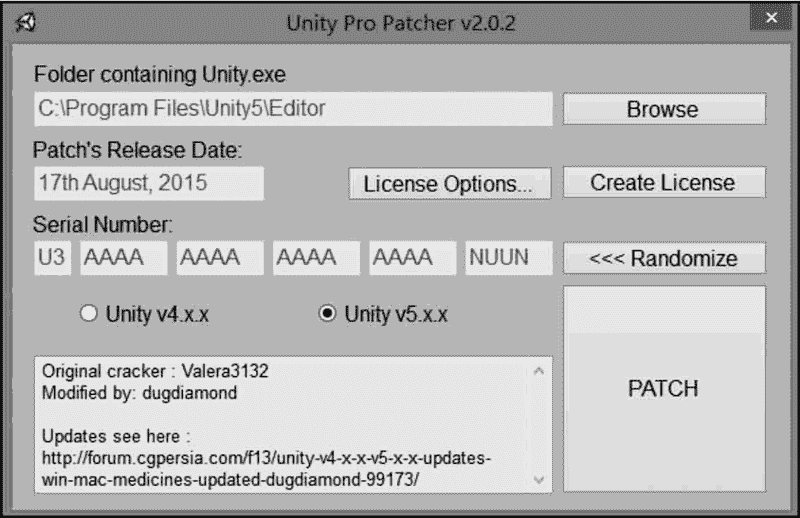 Unity Pro Patcher v2.0.2
Folder containing Unity.exe
C:\Program Files\Unity5\Editor
Browse
Patch's Release Date:
17th August, 2015
License Options...
Create License
Serial Number:
U3 AAAA AAAA AAAA AAAA NUUN
<<< Randomize
Unity v4.x.x
Unity v5.x.x
Original cracker : Valera3132
Modified by: dugdiamond
Updates see here :
http://forum.cgpersia.com/f13/unity-v4-x-x-v5-x-x-updates-
win-mac-medicines-updated-dugdiamond-99173/
PATCH